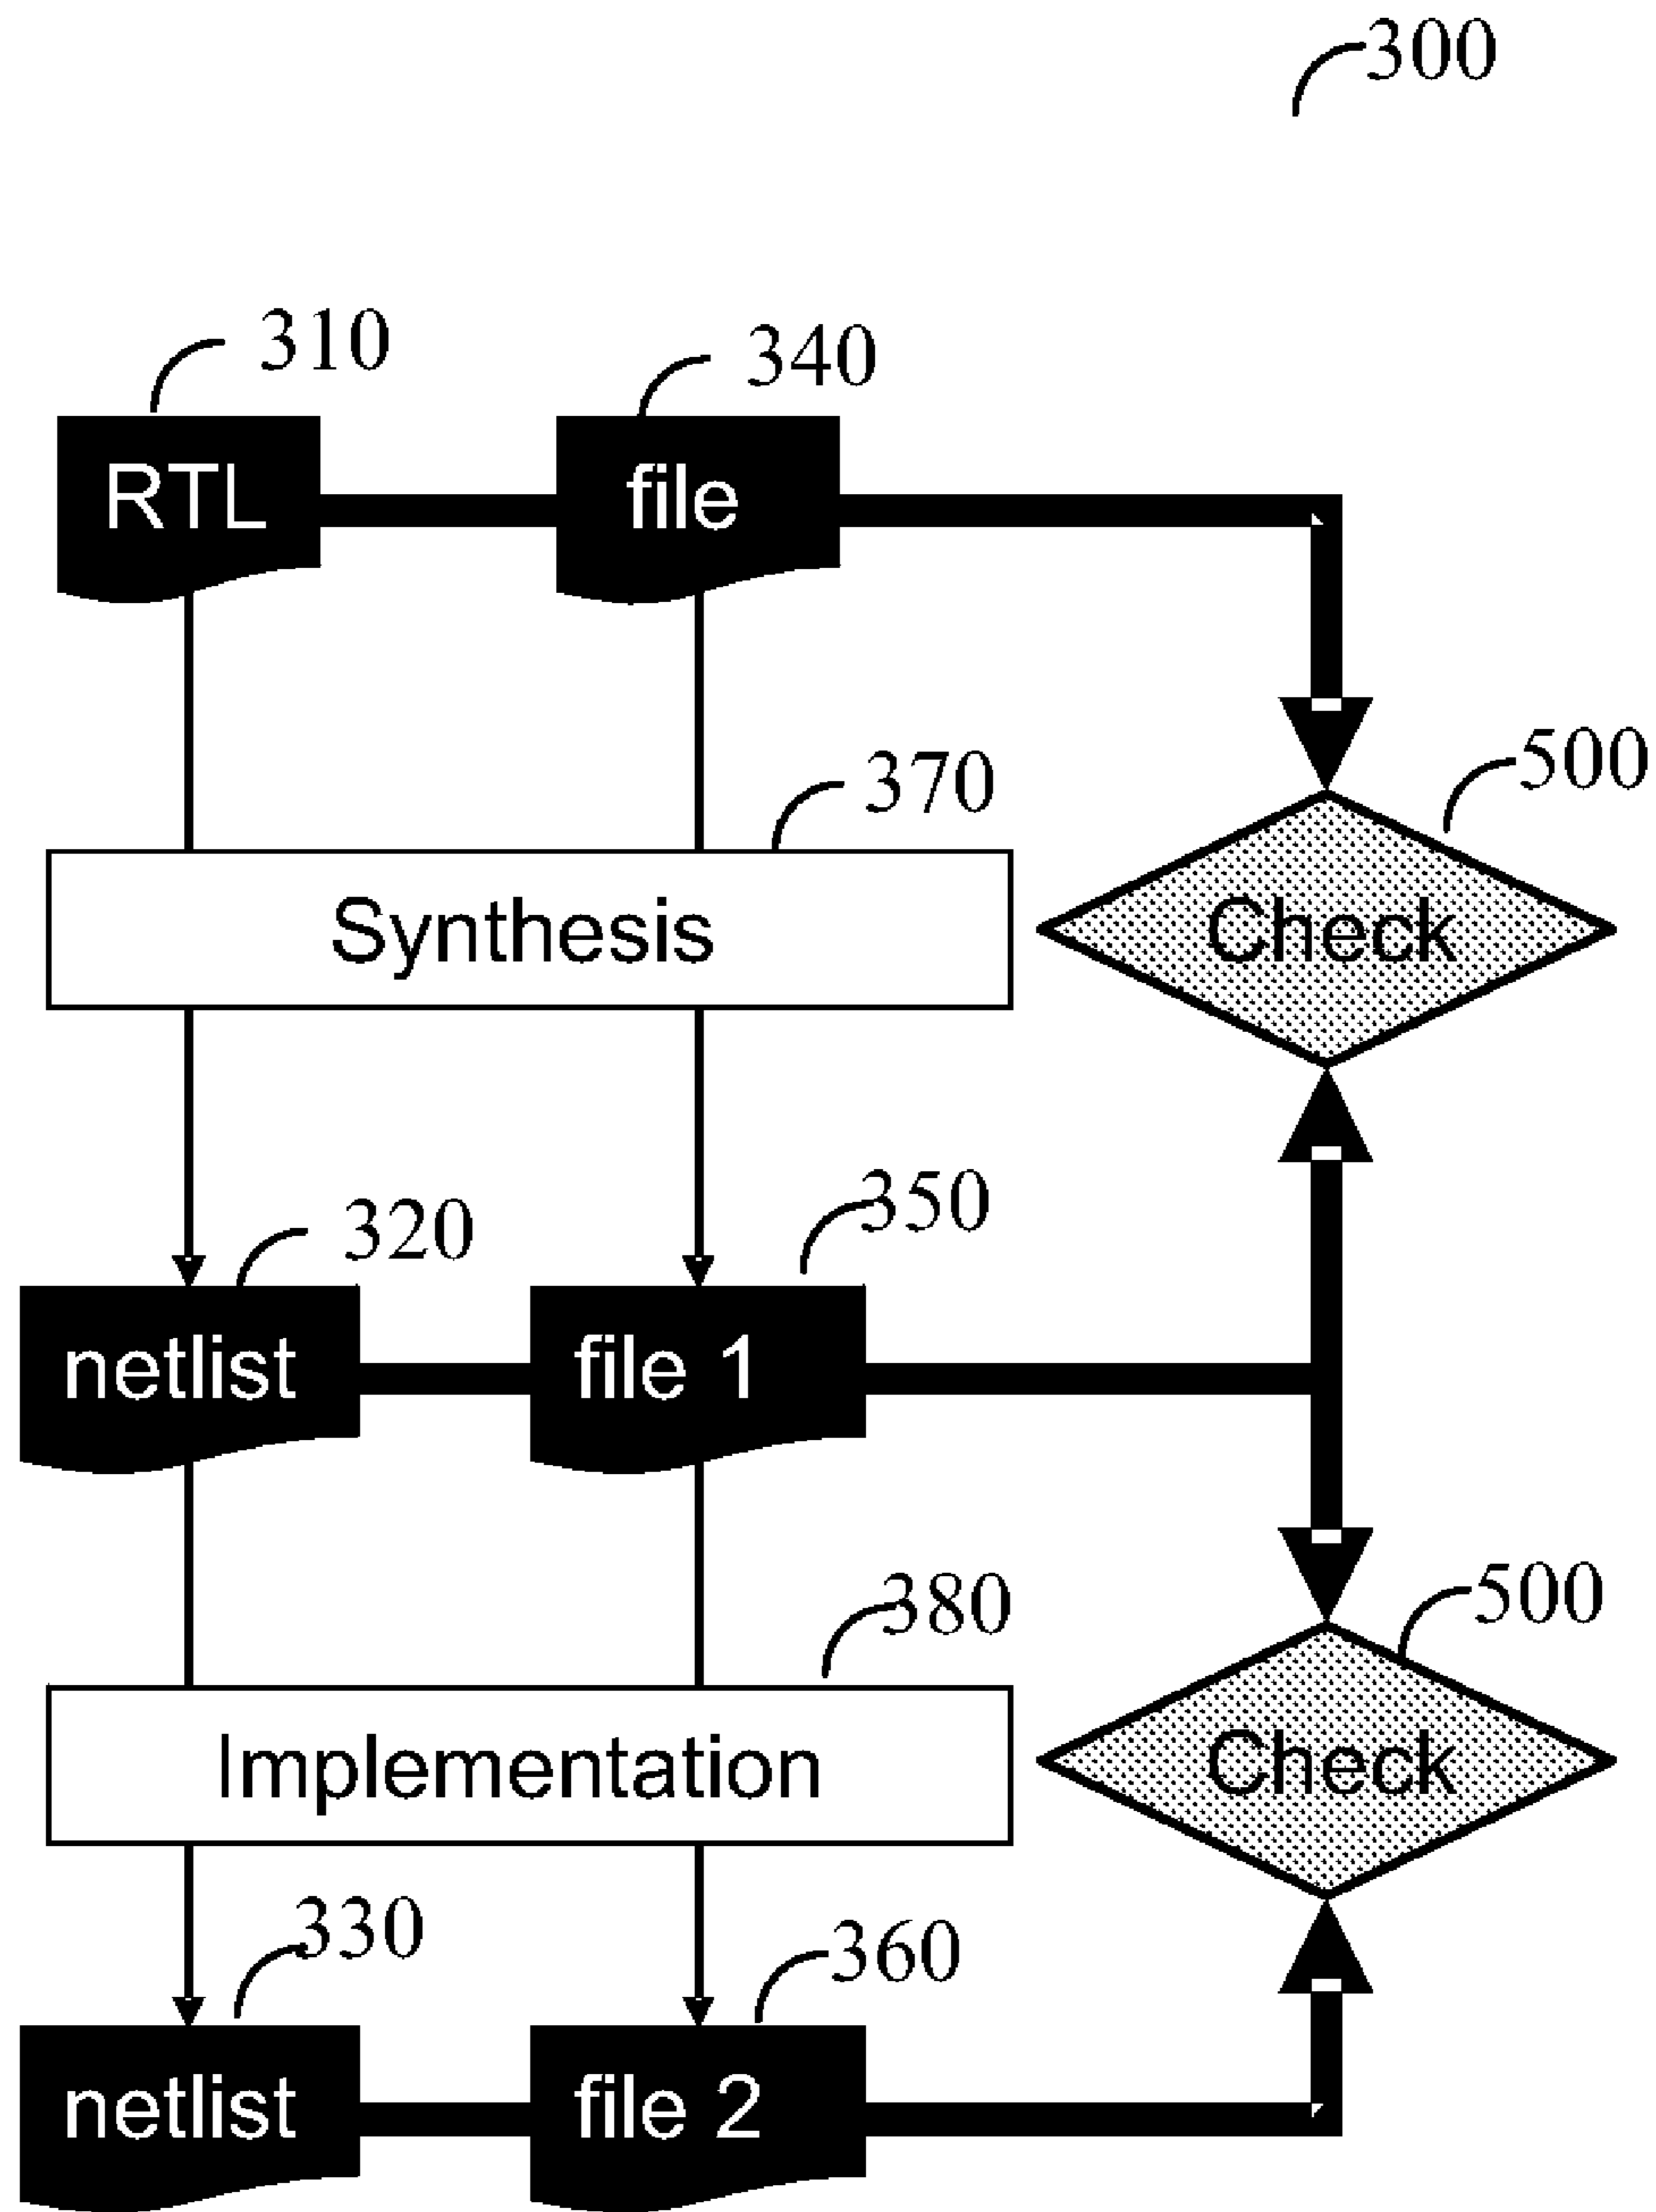 300
310
340
RTL
file
370
500
Synthesis
Check
320
350
netlist
file 1
380
500
Implementation
Check
330
360
netlist
file 2